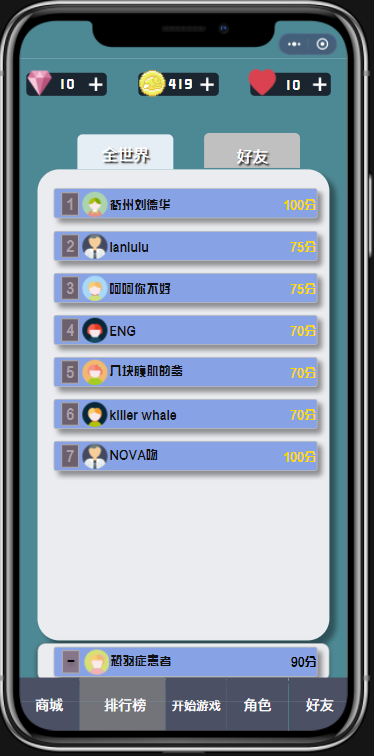 10 + 419 + 10 +
全世界 好友
1 衢州刘德华 100分
2 lanlulu 75分
3 呵呵你不好 75分
4 ENG 70分
5 八块腹肌的姜 70分
6 killer whale 70分
7 NOVA吻 100分
- 恐羽症患者 90分
商城 排行榜 开始游戏 角色 好友